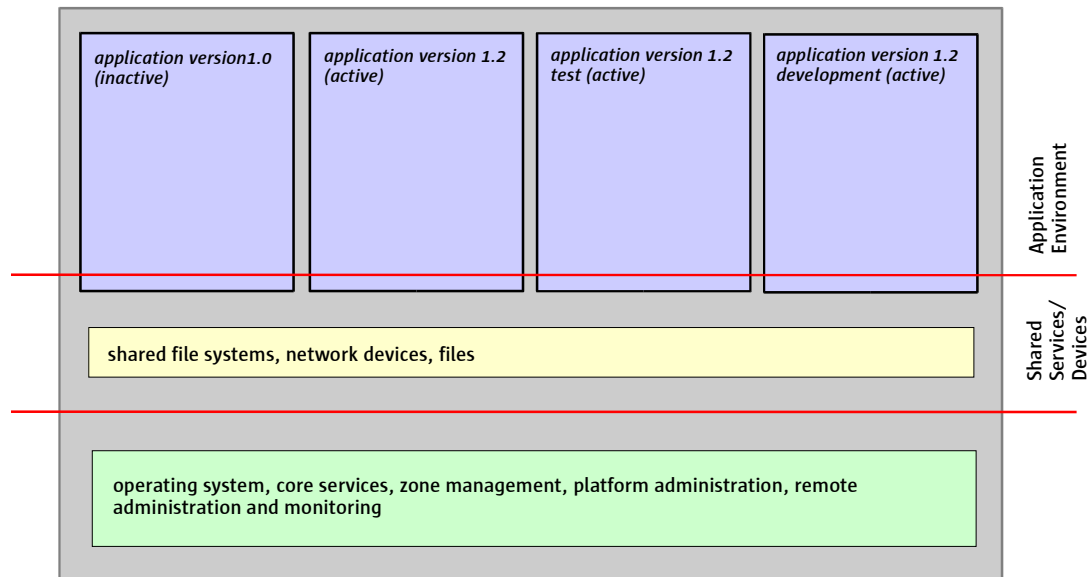 application version1.0
(inactive)
application version 1.2
(active)
application version 1.2
test (active)
application version 1.2
development (active)
Application
Environment
shared file systems, network devices, files
Shared
Services/
Devices
operating system, core services, zone management, platform administration, remote
administration and monitoring